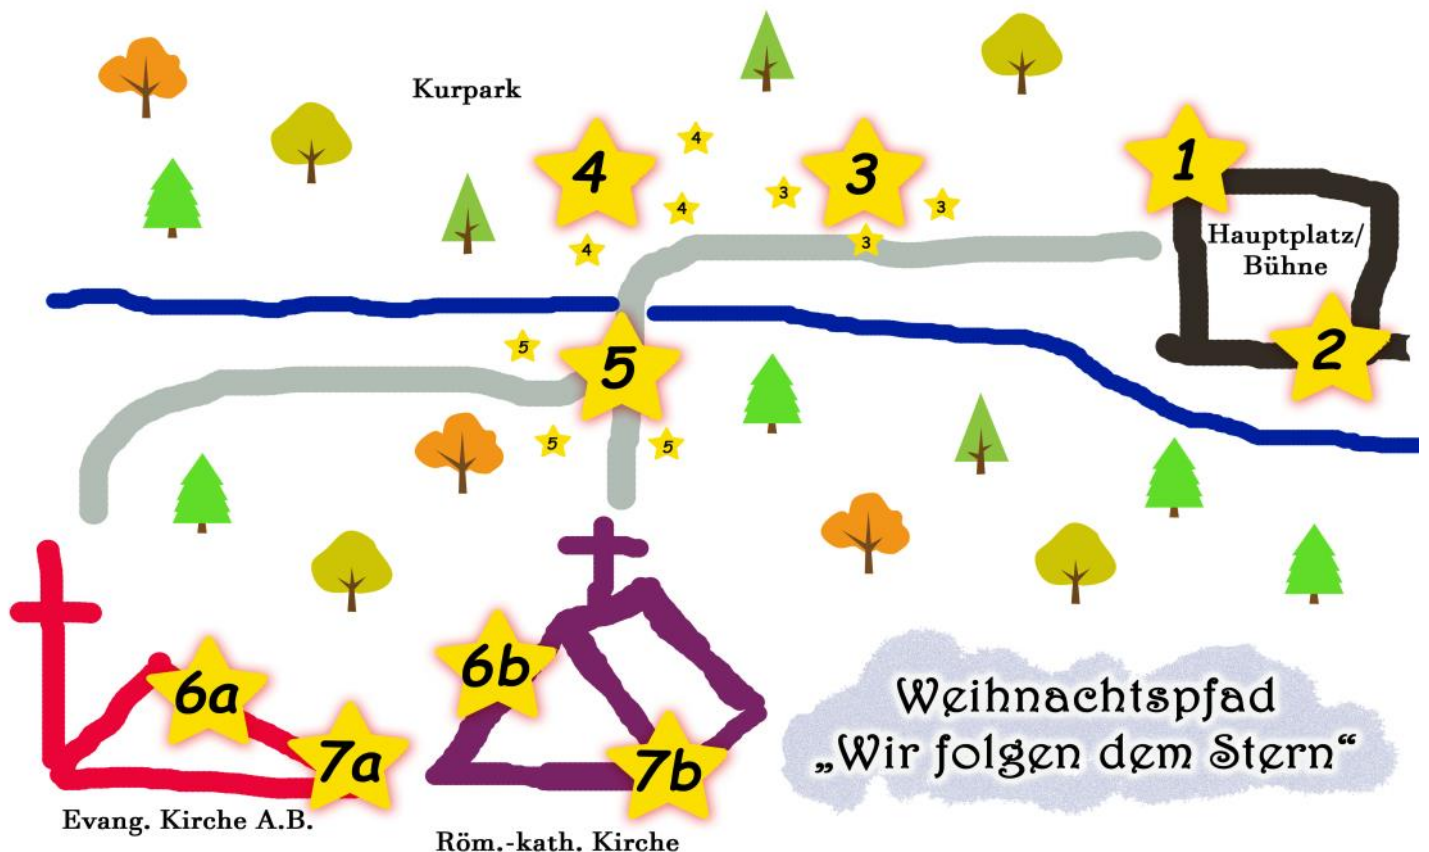 Kurpark
4
4
4
4
3
3
3
3
1
Hauptplatz/
Bühne
2
5
5
5
5
6a
7a
Evang. Kirche A.B.
6b
7b
Röm.-kath. Kirche
Weihnachtspfad
„Wir folgen dem Stern“